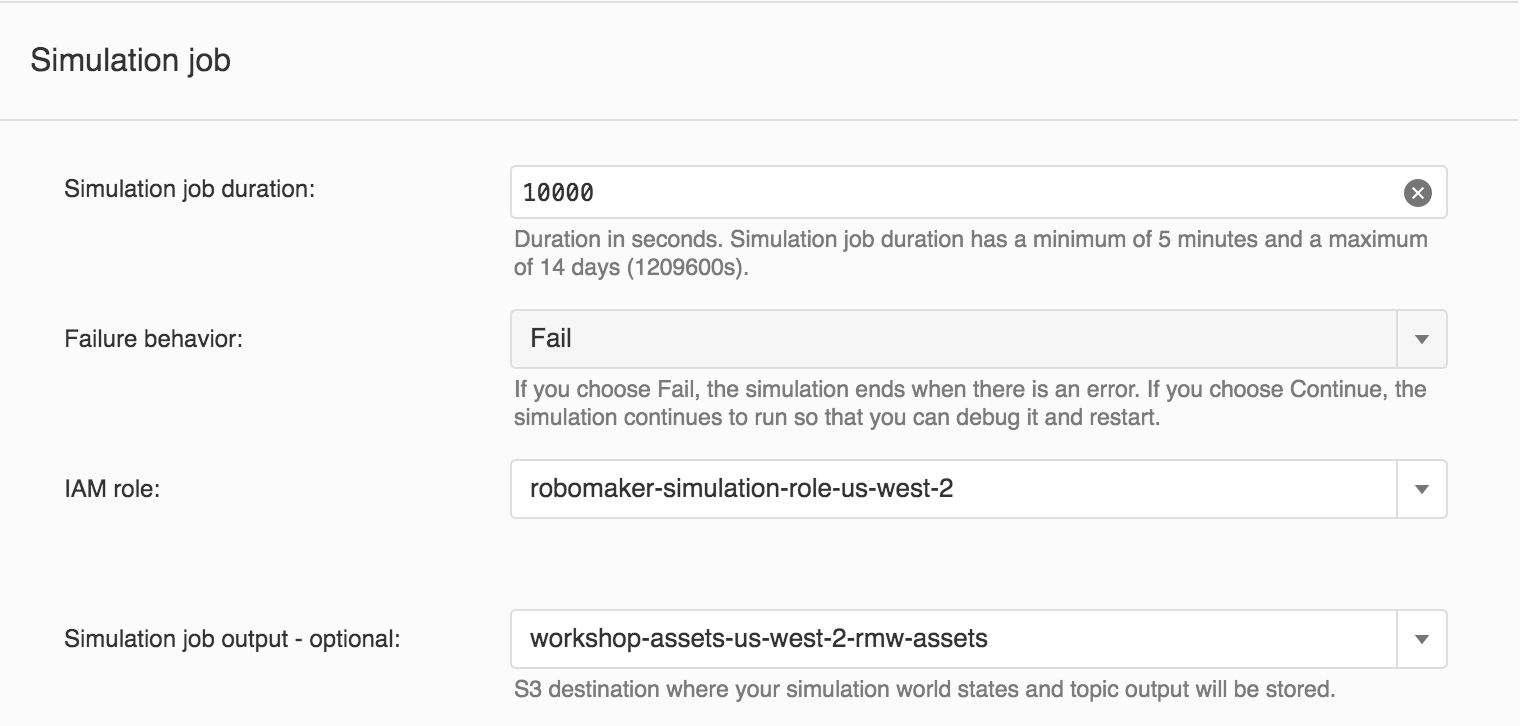 Simulation job
Simulation job duration:
10000
Duration in seconds. Simulation job duration has a minimum of 5 minutes and a maximum
of 14 days (1209600s).
Failure behavior:
Fail
If you choose Fail, the simulation ends when there is an error. If you choose Continue, the
simulation continues to run so that you can debug it and restart.
IAM role:
robomaker-simulation-role-us-west-2
Simulation job output - optional:
workshop-assets-us-west-2-rmw-assets
S3 destination where your simulation world states and topic output will be stored.